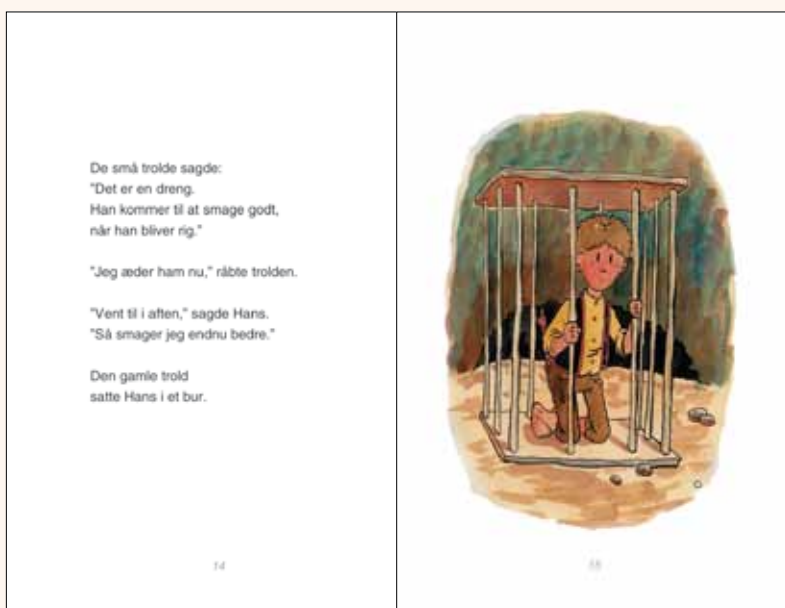 De små trolde sagde:
"Det er en dreng.
Han kommer til at smage godt,
når han bliver rig."
"Jeg æder ham nu," råbte trolden.
"Vent til i aften," sagde Hans.
"Så smager jeg endnu bedre."
Den gamle trold
satte Hans i et bur.
14